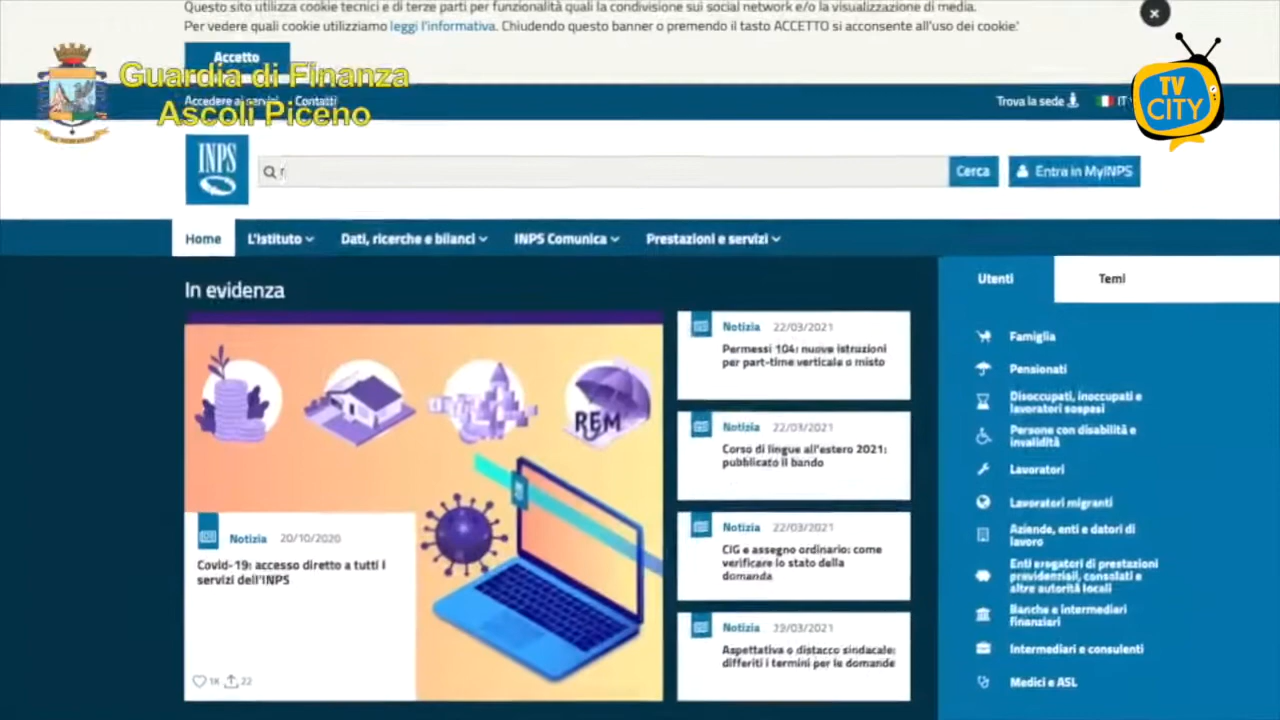 Questo sito utilizza cookie tecnici e di terze parti per funzionalità quali la condivisione sui social network e/o la visualizzazione di media.
Per vedere quali cookie utilizziamo leggi l'informativa. Chiudendo questo banner o premendo il tasto ACCETTO si acconsente all'uso dei cookie.
Accetto
Guardia di Finanza
Ascoli Piceno
Accedere ai servizi
Contatti
Trova la sede
IT
TV
CITY
INPS
r
Cerca
Entra in MyINPS
Home
L'Istituto
Dati, ricerche e bilanci
INPS Comunica
Prestazioni e servizi
In evidenza
REM
Notizia 20/10/2020
Covid-19: accesso diretto a tutti i
servizi dell'INPS
1K
22
Notizia 22/03/2021
Permessi 104: nuove istruzioni
per part-time verticale o misto
Notizia 22/03/2021
Corso di lingue all'estero 2021:
pubblicato il bando
Notizia 22/03/2021
CIG e assegno ordinario: come
verificare lo stato della
domanda
Notizia 19/03/2021
Aspettativa o distacco sindacale:
differiti i termini per le domande
Utenti
Temi
Famiglia
Pensionati
Disoccupati, inoccupati e
lavoratori sospesi
Persone con disabilità e
invalidità
Lavoratori
Lavoratori migranti
Aziende, enti e datori di
lavoro
Enti erogatori di prestazioni
previdenziali, consolati e
altre autorità locali
Banche e intermediari
finanziari
Intermediari e consulenti
Medici e ASL